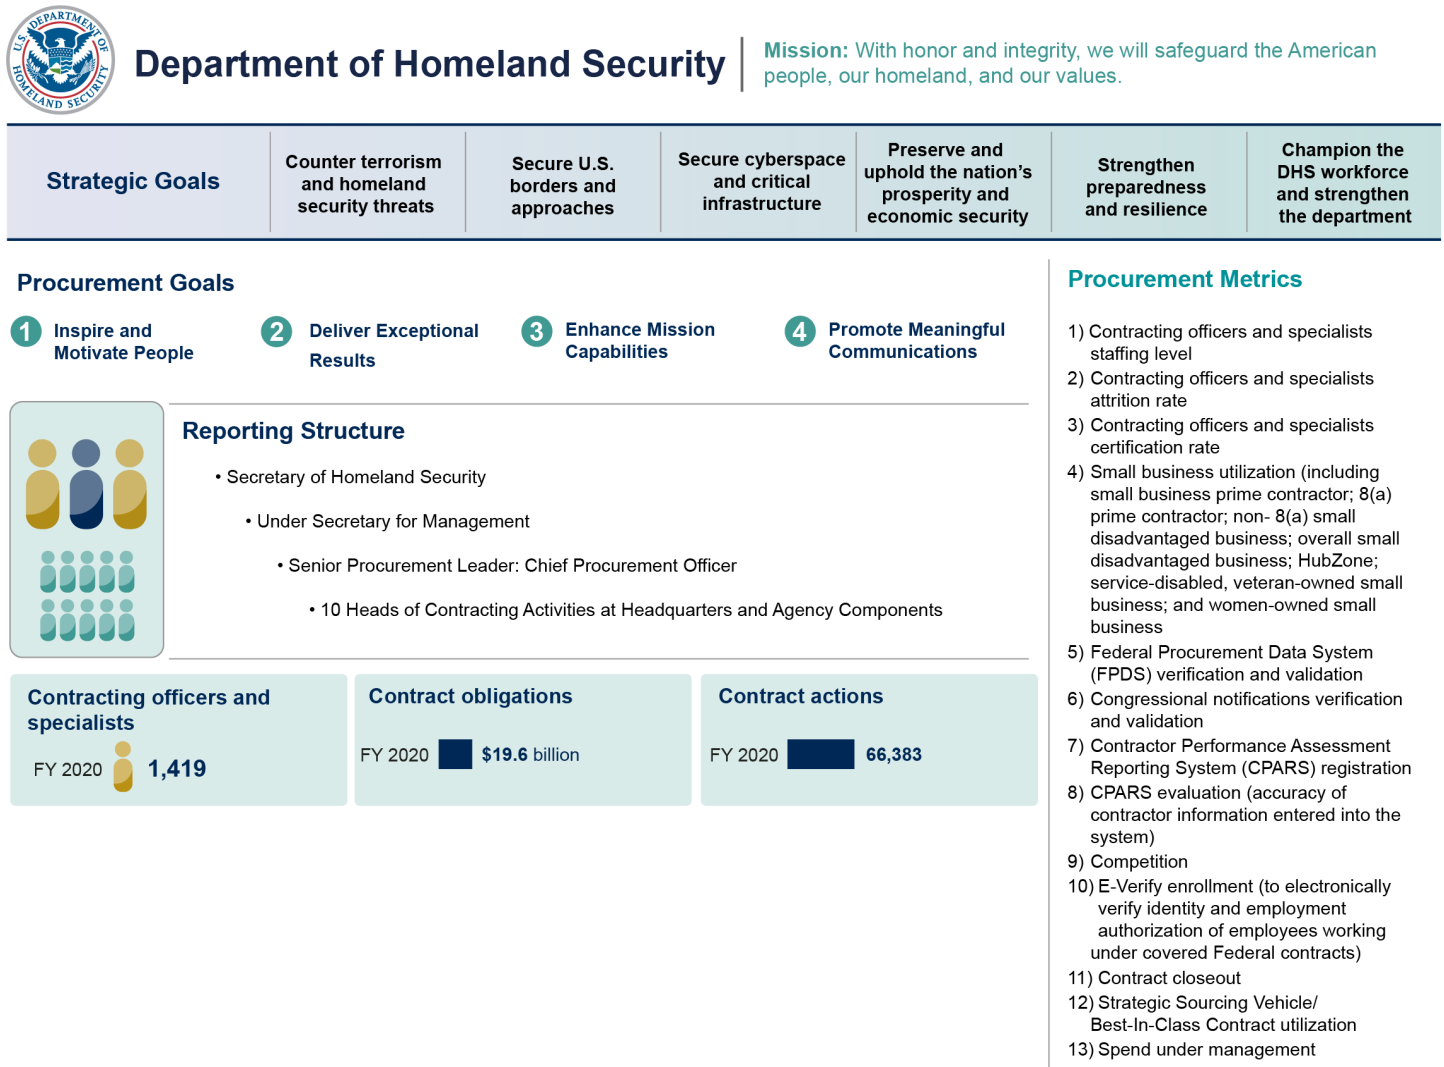 U.S. DEPARTMENT OF
HOMELAND SECURITY
Department of Homeland Security
Mission: With honor and integrity, we will safeguard the American
people, our homeland, and our values.
Strategic Goals
Counter terrorism
and homeland
security threats
Secure U.S.
borders and
approaches
Secure cyberspace
and critical
infrastructure
Preserve and
uphold the nation’s
prosperity and
economic security
Strengthen
preparedness
and resilience
Champion the
DHS workforce
and strengthen
the department
Procurement Goals
1 Inspire and
Motivate People
2 Deliver Exceptional
Results
3 Enhance Mission
Capabilities
4 Promote Meaningful
Communications
Reporting Structure
• Secretary of Homeland Security
• Under Secretary for Management
• Senior Procurement Leader: Chief Procurement Officer
• 10 Heads of Contracting Activities at Headquarters and Agency Components
Contracting officers and
specialists
FY 2020 1,419
Contract obligations
FY 2020 $19.6 billion
Contract actions
FY 2020 66,383
Procurement Metrics
1) Contracting officers and specialists
staffing level
2) Contracting officers and specialists
attrition rate
3) Contracting officers and specialists
certification rate
4) Small business utilization (including
small business prime contractor; 8(a)
prime contractor; non- 8(a) small
disadvantaged business; overall small
disadvantaged business; HubZone;
service-disabled, veteran-owned small
business; and women-owned small
business
5) Federal Procurement Data System
(FPDS) verification and validation
6) Congressional notifications verification
and validation
7) Contractor Performance Assessment
Reporting System (CPARS) registration
8) CPARS evaluation (accuracy of
contractor information entered into the
system)
9) Competition
10) E-Verify enrollment (to electronically
verify identity and employment
authorization of employees working
under covered Federal contracts)
11) Contract closeout
12) Strategic Sourcing Vehicle/
Best-In-Class Contract utilization
13) Spend under management